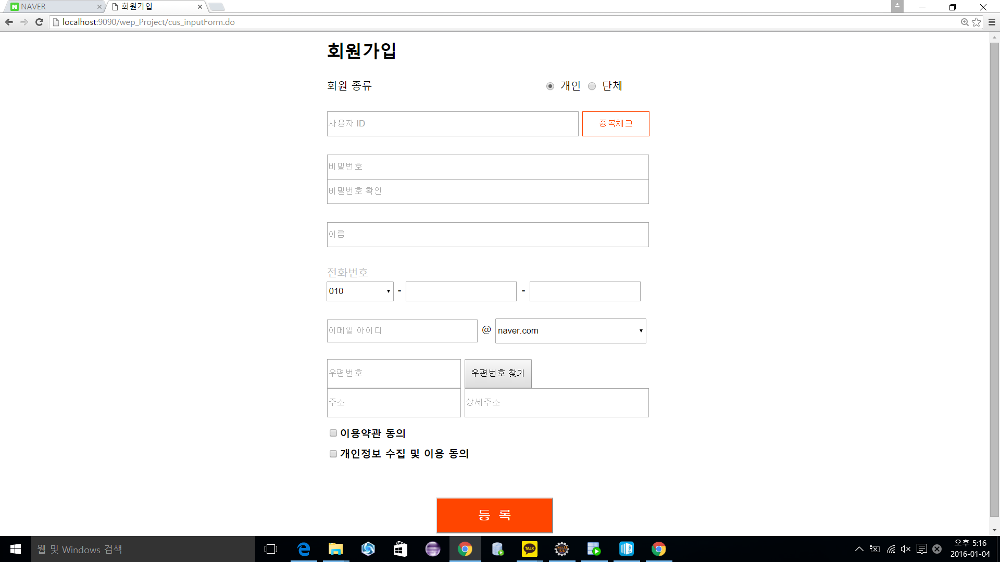 NAVER
회원가입
localhost:9090/wep_Project/cus_inputForm.do
회원가입
회원 종류
개인
단체
사용자 ID
중복체크
비밀번호
비밀번호 확인
이름
전화번호
010
-
-
이메일 아이디
@
naver.com
우편번호
우편번호 찾기
주소
상세주소
이용약관 동의
개인정보 수집 및 이용 동의
등 록
웹 및 Windows 검색
TALK
오후 5:16
2016-01-04